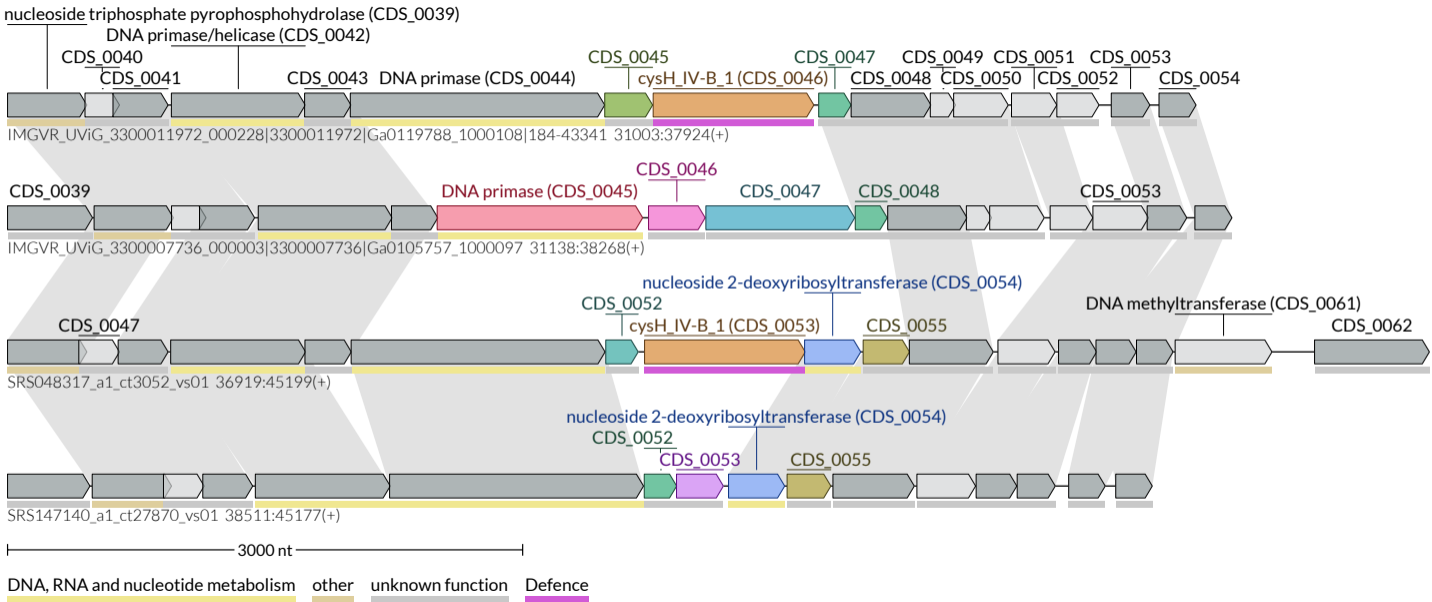 nucleoside triphosphate pyrophosphohydrolase (CDS_0039)
DNA primase/helicase (CDS_0042)
CDS_0040 CDS_0045 CDS_0047 CDS_0049 CDS_0051 CDS_0053
CDS_0041 CDS_0043 DNA primase (CDS_0044) cysH_IV-B_1 (CDS_0046) CDS_0048 CDS_0050 CDS_0052 CDS_0054
IMGVR_UViG_3300011972_000228|3300011972|Ga0119788_1000108|184-43341 31003:37924(+)
CDS_0046
CDS_0039 DNA primase (CDS_0045) CDS_0047 CDS_0048 CDS_0053
IMGVR_UViG_3300007736_000003|3300007736|Ga0105757_1000097 31138:38268(+)
nucleoside 2-deoxyribosyltransferase (CDS_0054)
CDS_0052 DNA methyltransferase (CDS_0061)
CDS_0047 cysH_IV-B_1 (CDS_0053) CDS_0055 CDS_0062
SRS048317_a1_ct3052_vs01 36919:45199(+)
nucleoside 2-deoxyribosyltransferase (CDS_0054)
CDS_0052
CDS_0053 CDS_0055
SRS147140_a1_ct27870_vs01 38511:45177(+)
3000 nt
DNA, RNA and nucleotide metabolism other unknown function Defence